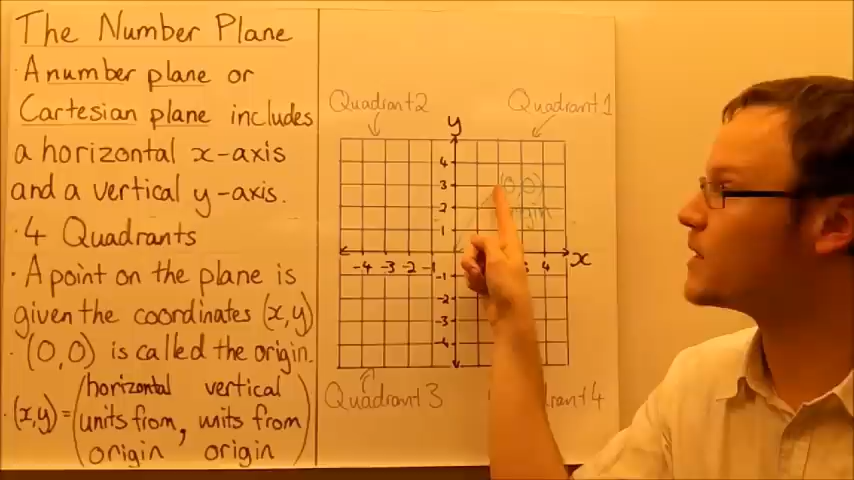 The Number Plane
· A number plane or
Cartesian plane includes
a horizontal x-axis
and a vertical y-axis.
· 4 Quadrants
· A point on the plane is
given the coordinates (x,y)
· (0,0) is called the origin.
· (x,y) = (horizontal units from origin, vertical units from origin)
Quadrant 2
Quadrant 1
y
4
3
2
1
(0,0)
-4 -3 -2 -1 4 x
-1
-2
-3
-4
Quadrant 3